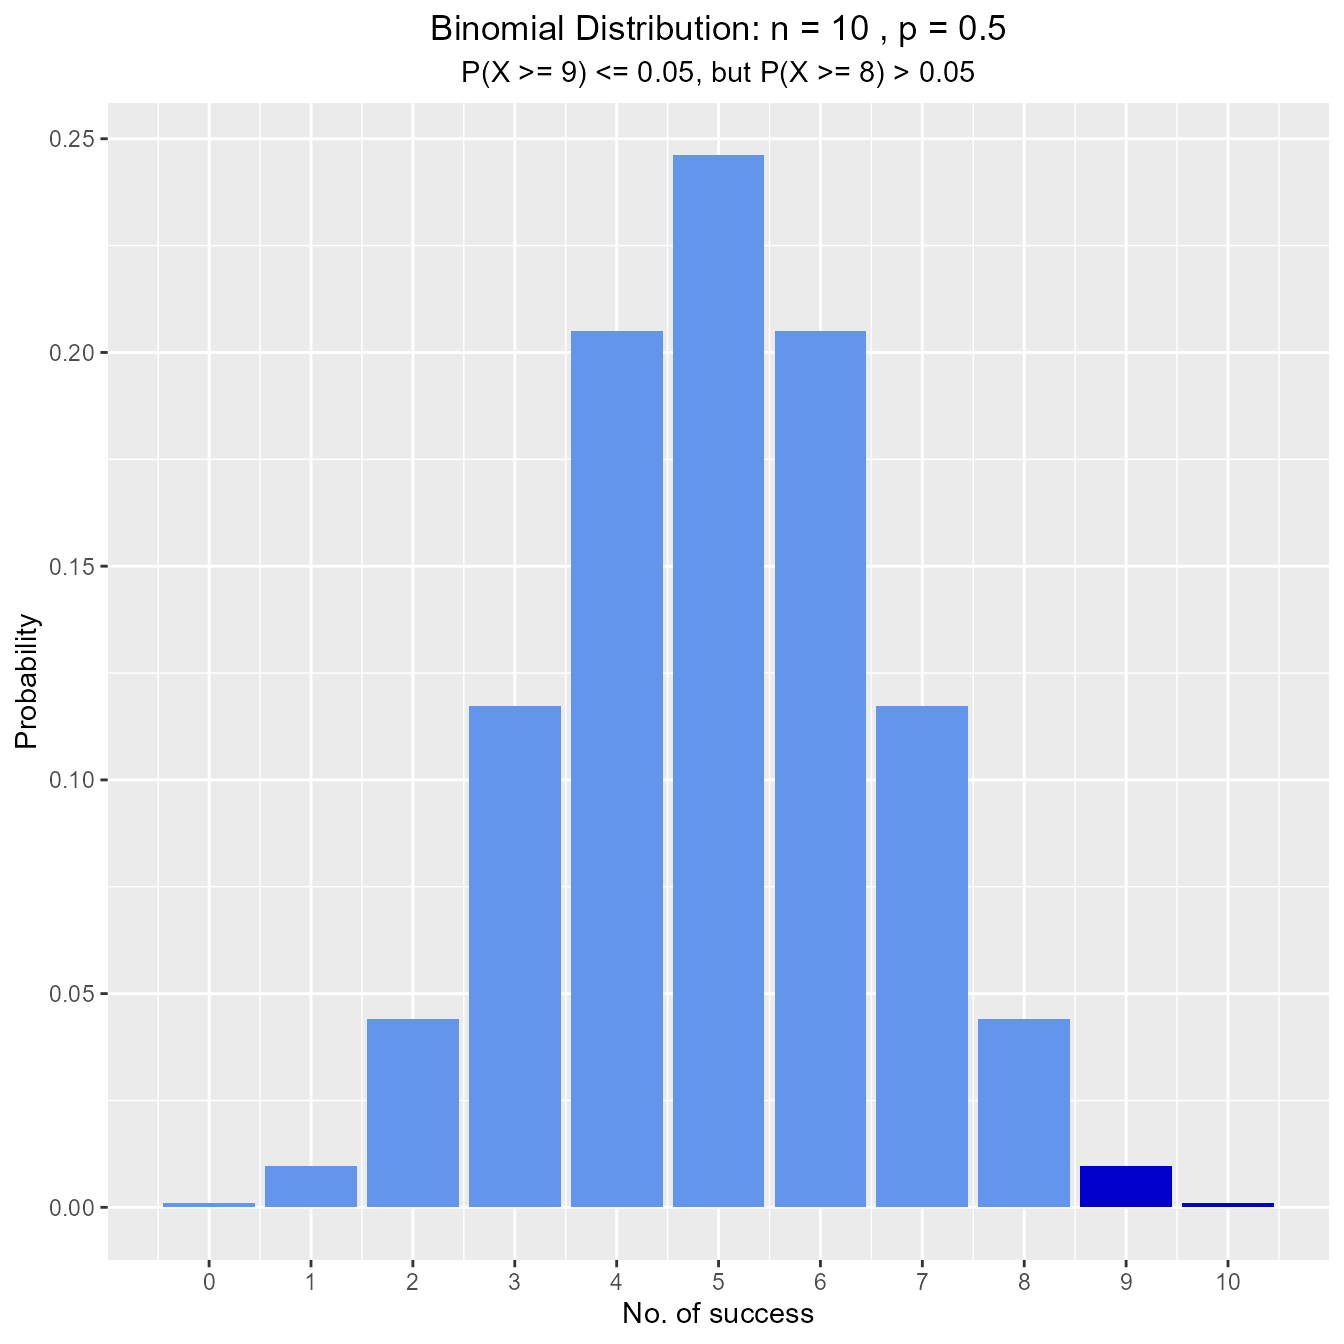 Binomial Distribution: n = 10 , p = 0.5
P(X >= 9) <= 0.05, but P(X >= 8) > 0.05
0.25
0.20
0.15
0.10
0.05
0.00
Probability
0 1 2 3 4 5 6 7 8 9 10
No. of success